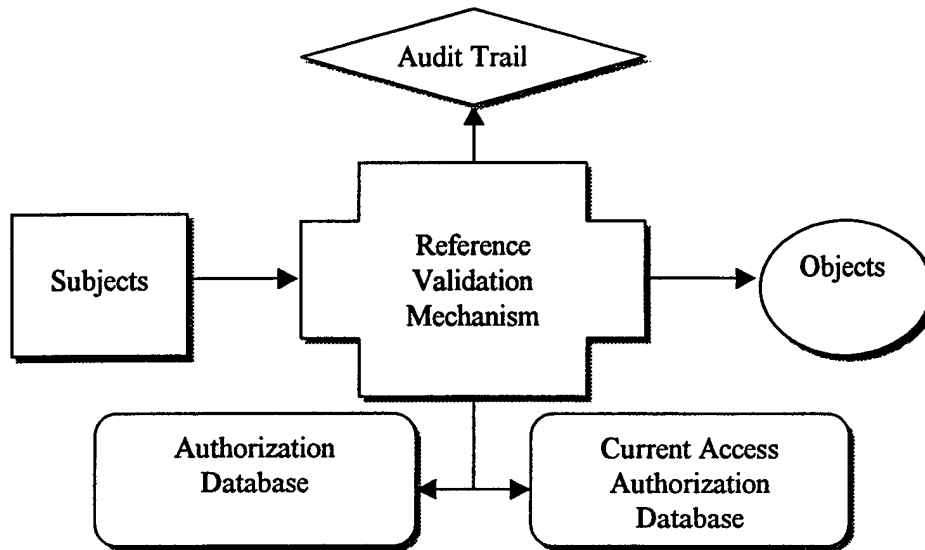 Audit Trail
Subjects
Reference
Validation
Mechanism
Objects
Authorization
Database
Current Access
Authorization
Database